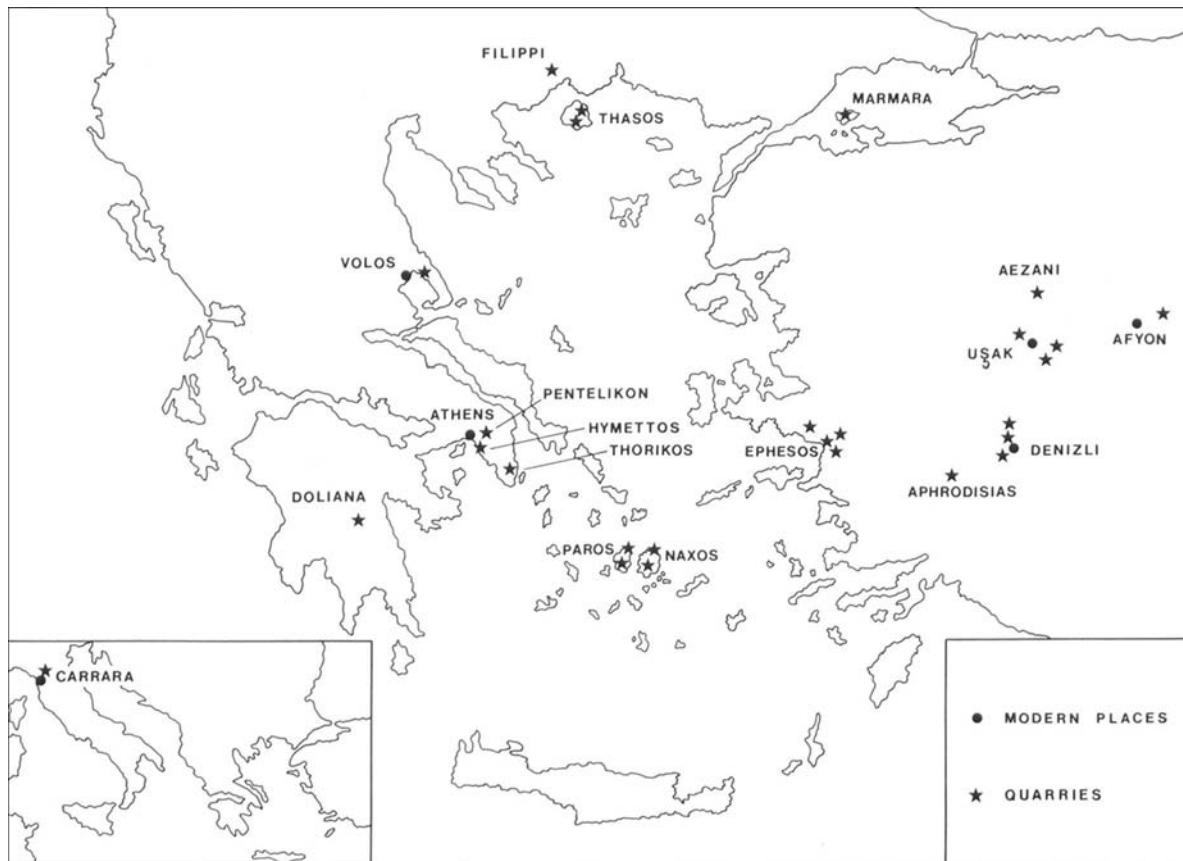 FILIPPI
THASOS
MARMARA
VOLOS
AEZANI
AFYON
UŞAK
PENTELIKON
ATHENS
HYMETTOS
THORIKOS
EPHESOS
DENIZLI
APHRODISIAS
DOLIANA
PAROS
NAXOS
CARRARA
MODERN PLACES
QUARRIES